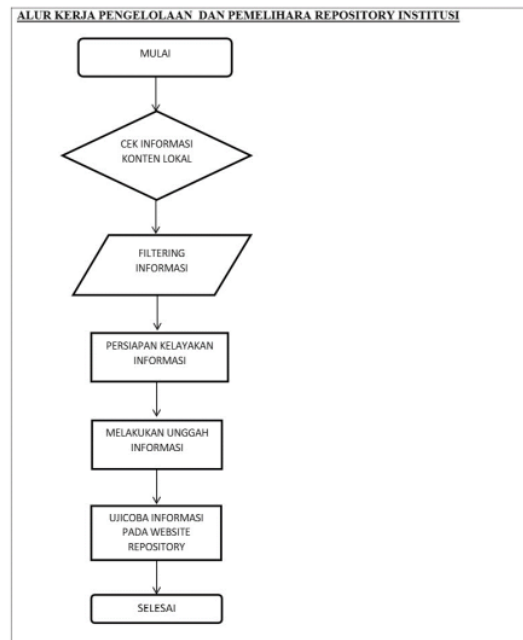 ALUR KERJA PENGELOLAAN DAN PEMELIHARA REPOSITORY INSTITUSI
MULAI
CEK INFORMASI
KONTEN LOKAL
FILTERING
INFORMASI
PERSIAPAN KELAYAKAN
INFORMASI
MELAKUKAN UNGGAH
INFORMASI
UJICOBA INFORMASI
PADA WEBSITE
REPOSITORY
SELESAI